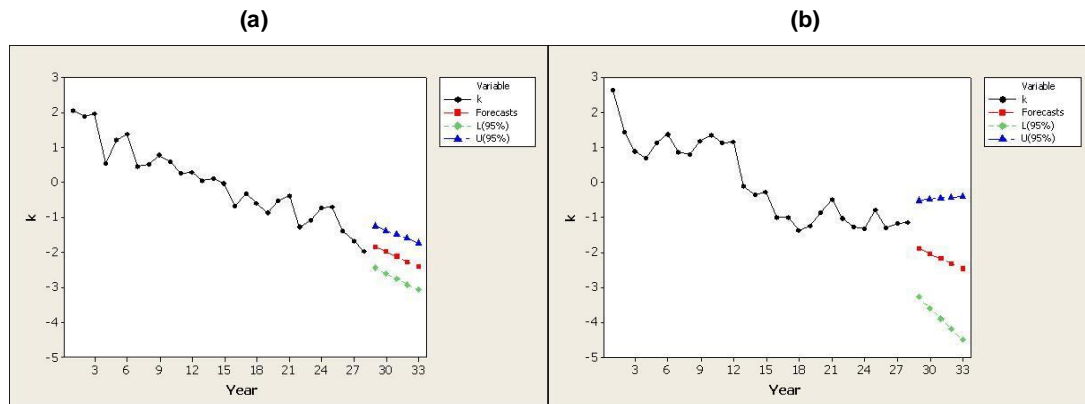 (a)
3
2
1
0
-1
-2
-3
-4
-5
k
3 6 9 12 15 18 21 24 27 30 33
Year
Variable
k
Forecasts
L(95%)
U(95%)
(b)
3
2
1
0
-1
-2
-3
-4
-5
k
3 6 9 12 15 18 21 24 27 30 33
Year
Variable
k
Forecasts
L(95%)
U(95%)